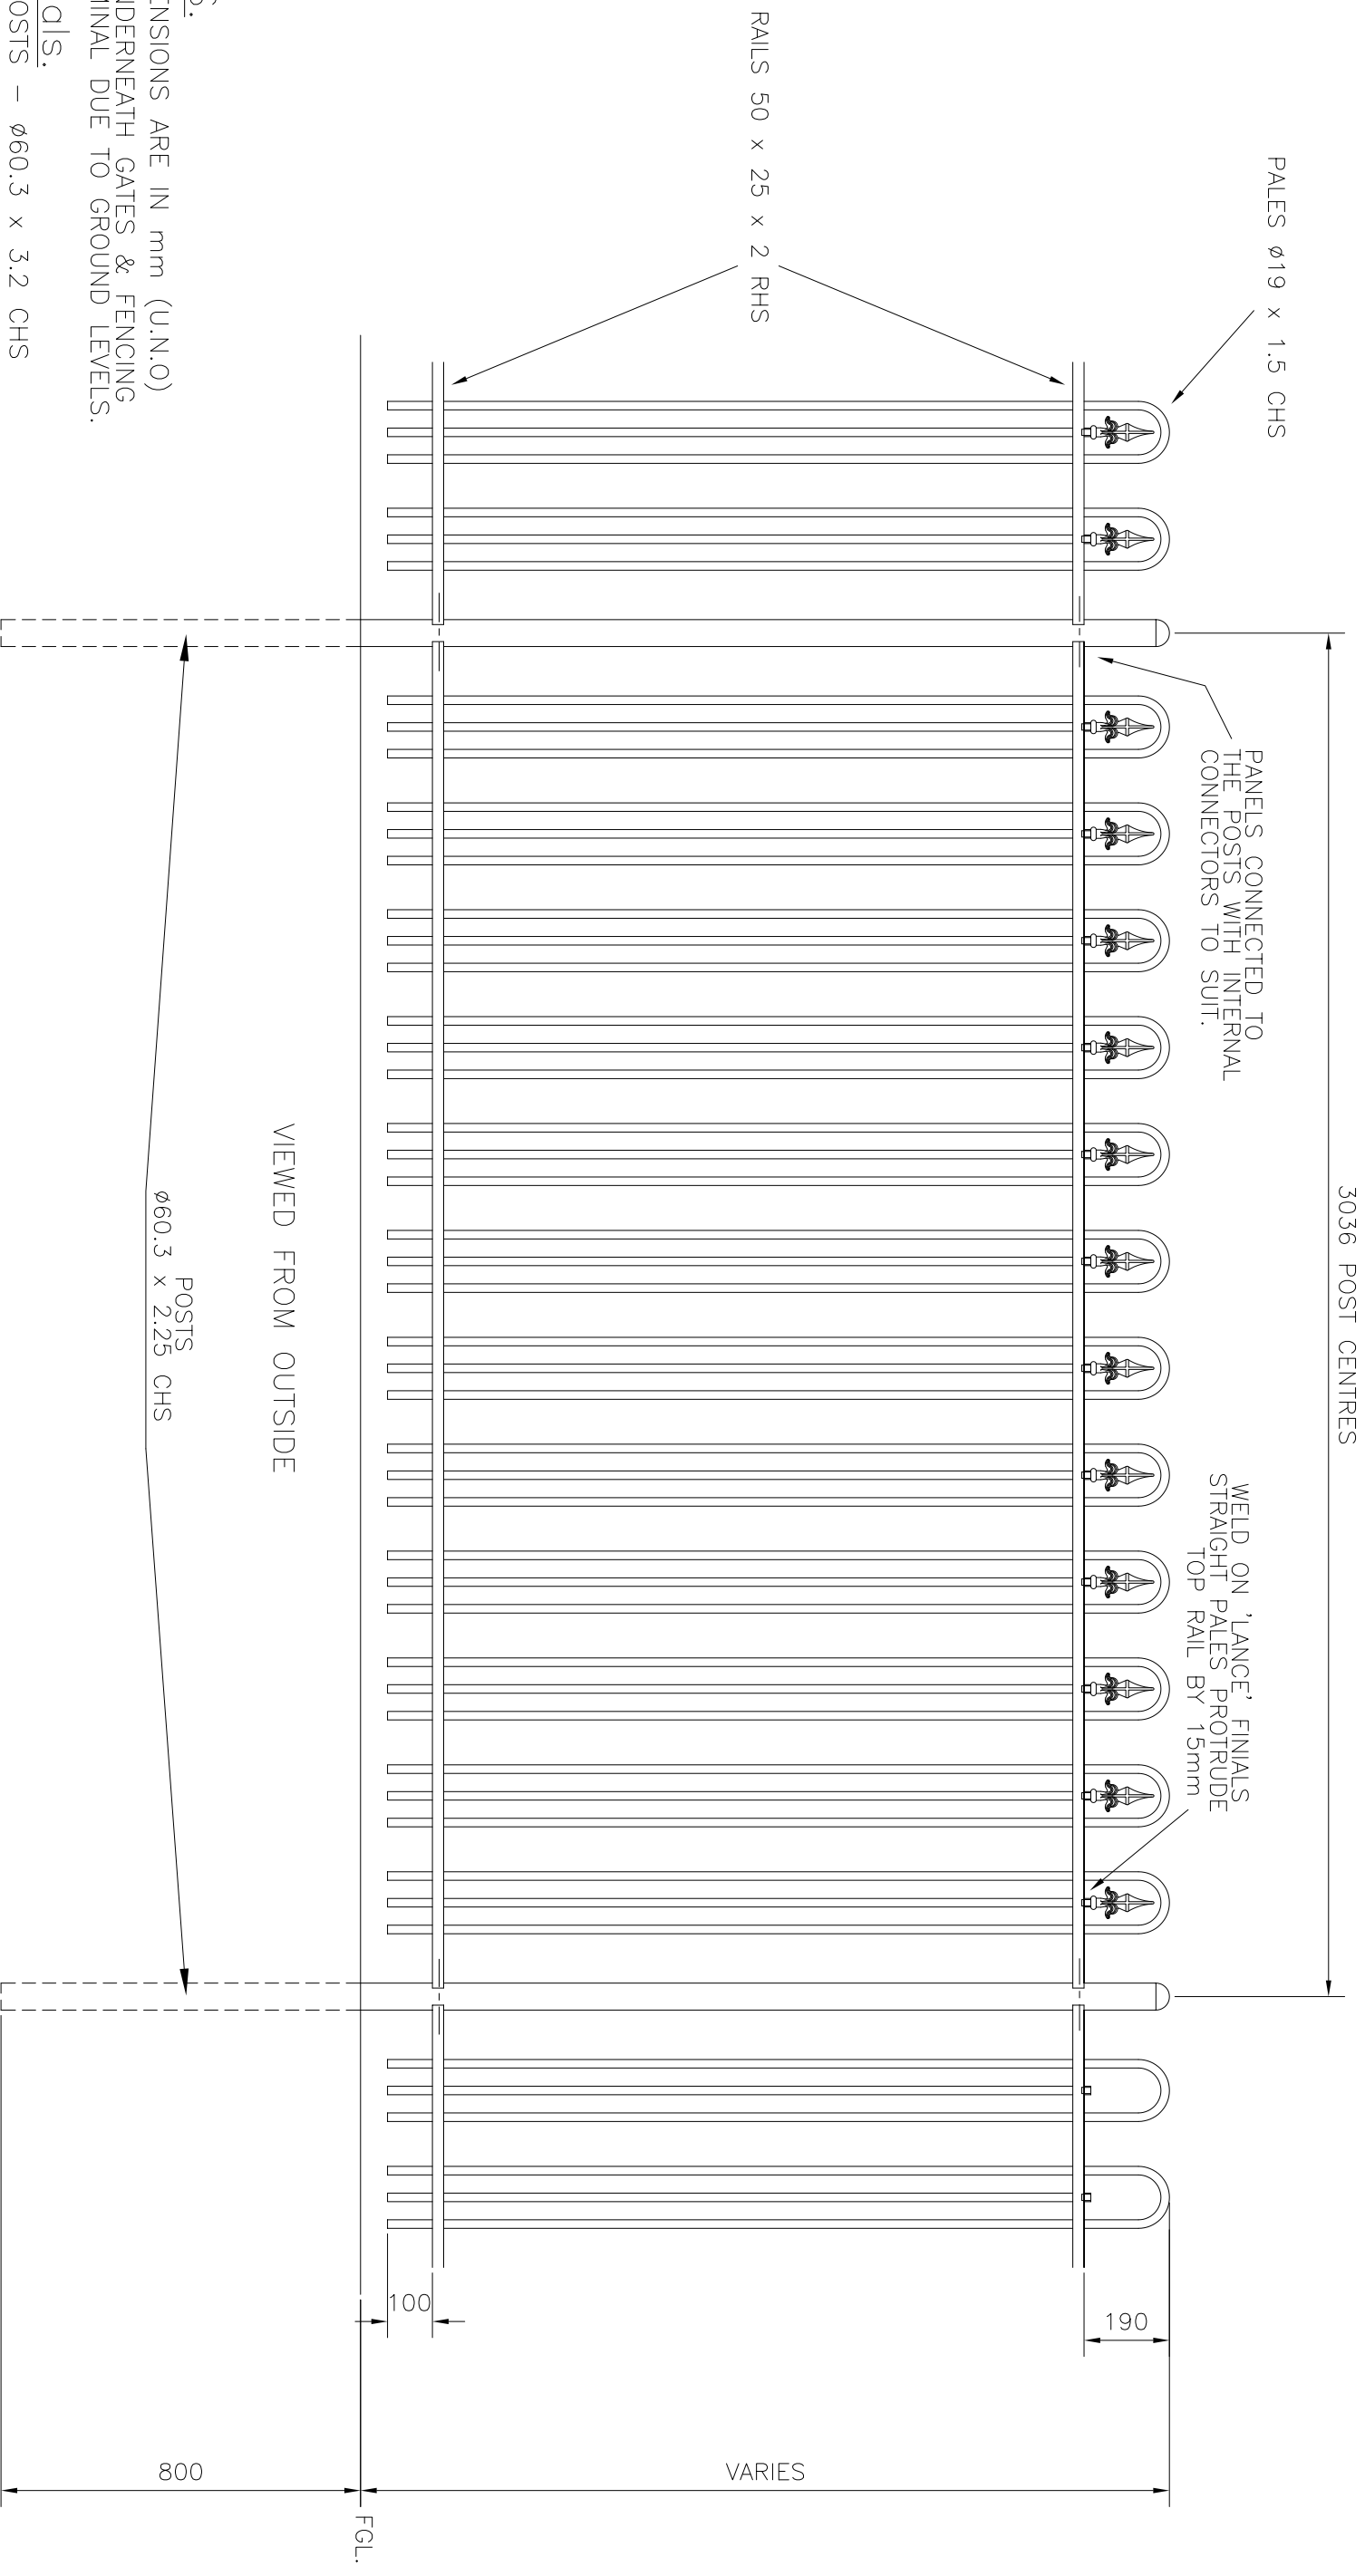 3036 POST CENTRES
PALES ø19 x 1.5 CHS
PANELS CONNECTED TO
THE POSTS WITH INTERNAL
CONNECTORS TO SUIT.
WELD ON 'LANCE' FINIALS
STRAIGHT PALES PROTRUDE
TOP RAIL BY 15mm
190
RAILS 50 x 25 x 2 RHS
VARIES
100
FGL.
VIEWED FROM OUTSIDE
POSTS
ø60.3 x 2.25 CHS
800
ENSIONS ARE IN mm (U.N.O)
NDERNEATH GATES & FENCING
MINAL DUE TO GROUND LEVELS.
als.
OSTS - ø60.3 x 3.2 CHS